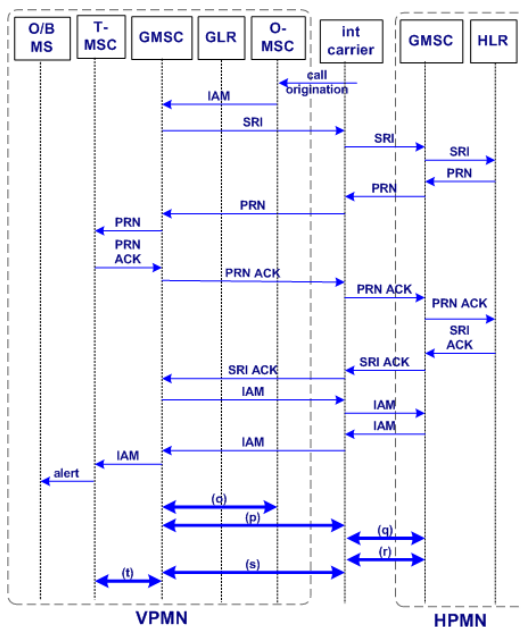 O/B
MS
T-
MSC
GMSC
GLR
O-
MSC
int
carrier
GMSC
HLR
call
origination
IAM
SRI
SRI
SRI
PRN
PRN
PRN
PRN
PRN
ACK
PRN ACK
PRN ACK
PRN ACK
SRI
ACK
SRI ACK
SRI ACK
IAM
IAM
IAM
IAM
IAM
alert
(o)
(p)
(q)
(r)
(s)
(t)
VPMN
HPMN